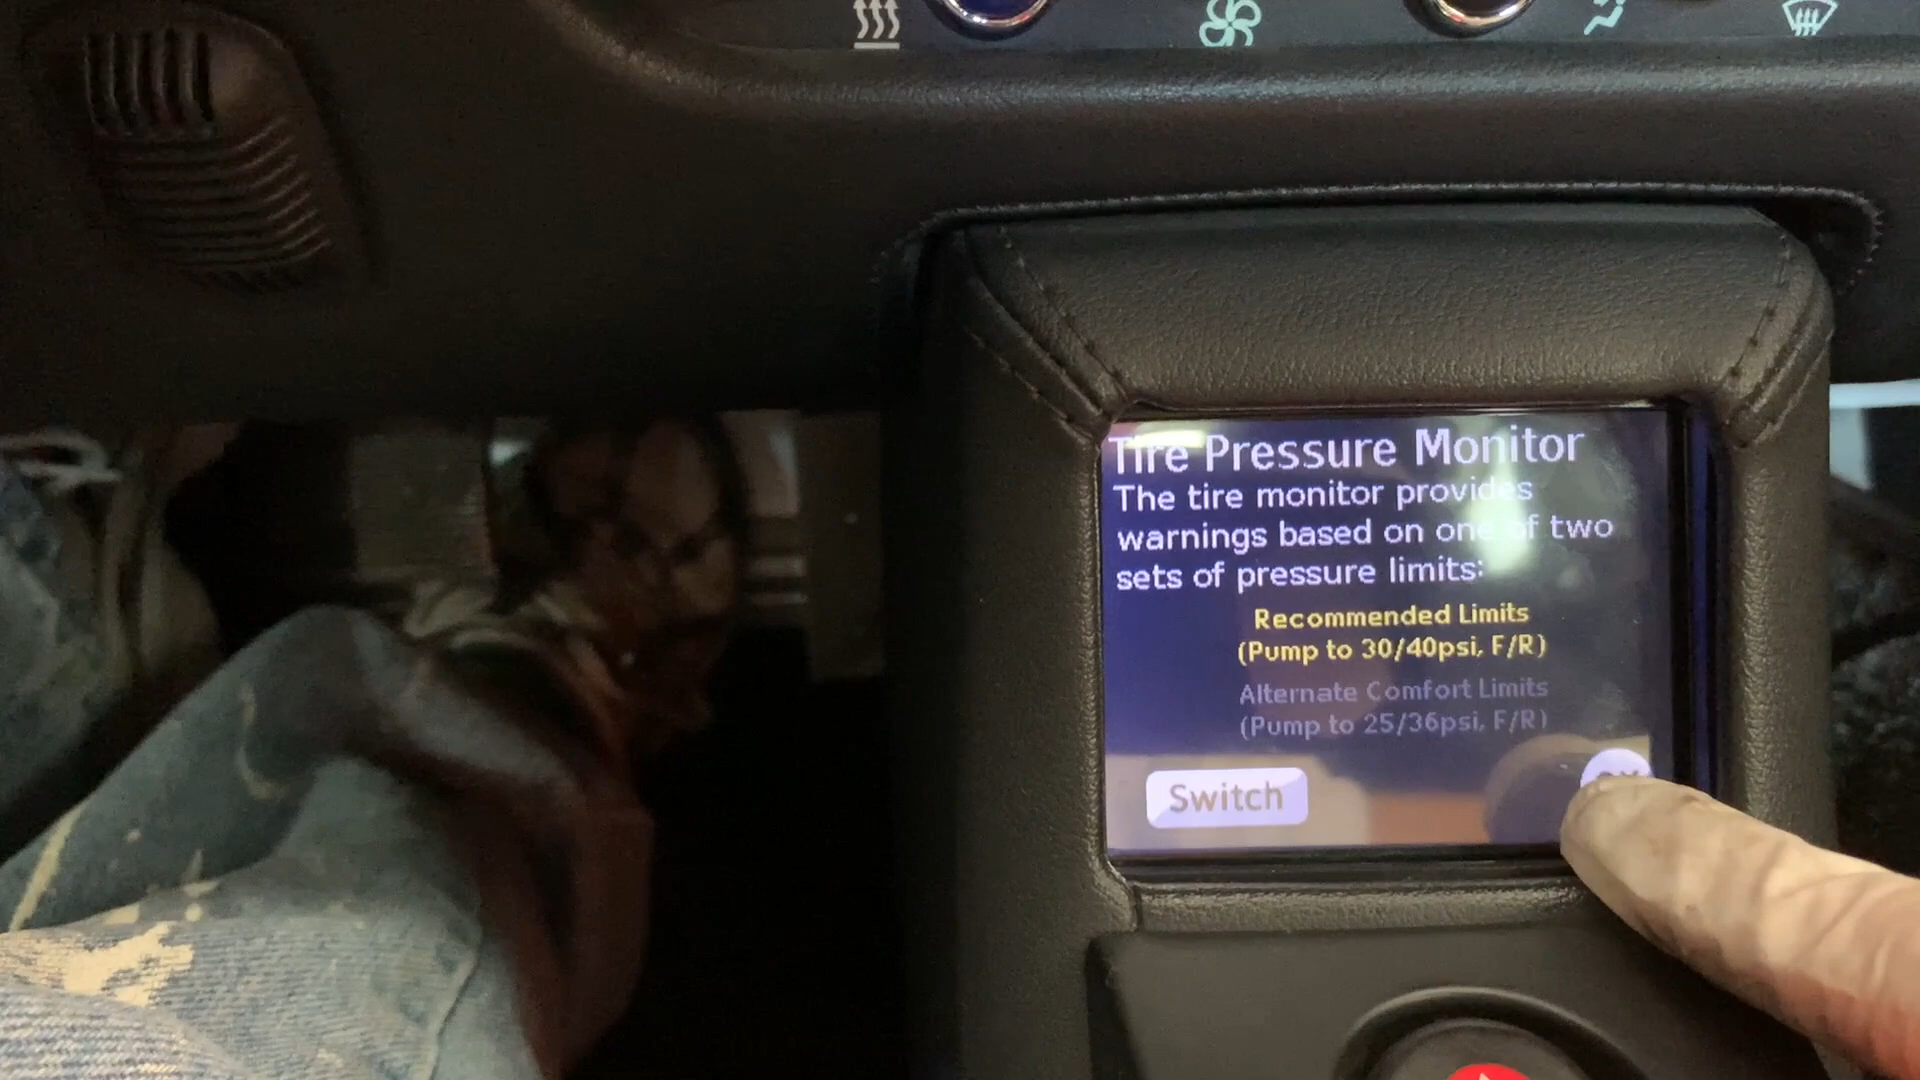 Tire Pressure Monitor
The tire monitor provides
warnings based on one of two
sets of pressure limits:
Recommended Limits
(Pump to 30/40psi, F/R)
Alternate Comfort Limits
(Pump to 25/36psi, F/R)
Switch